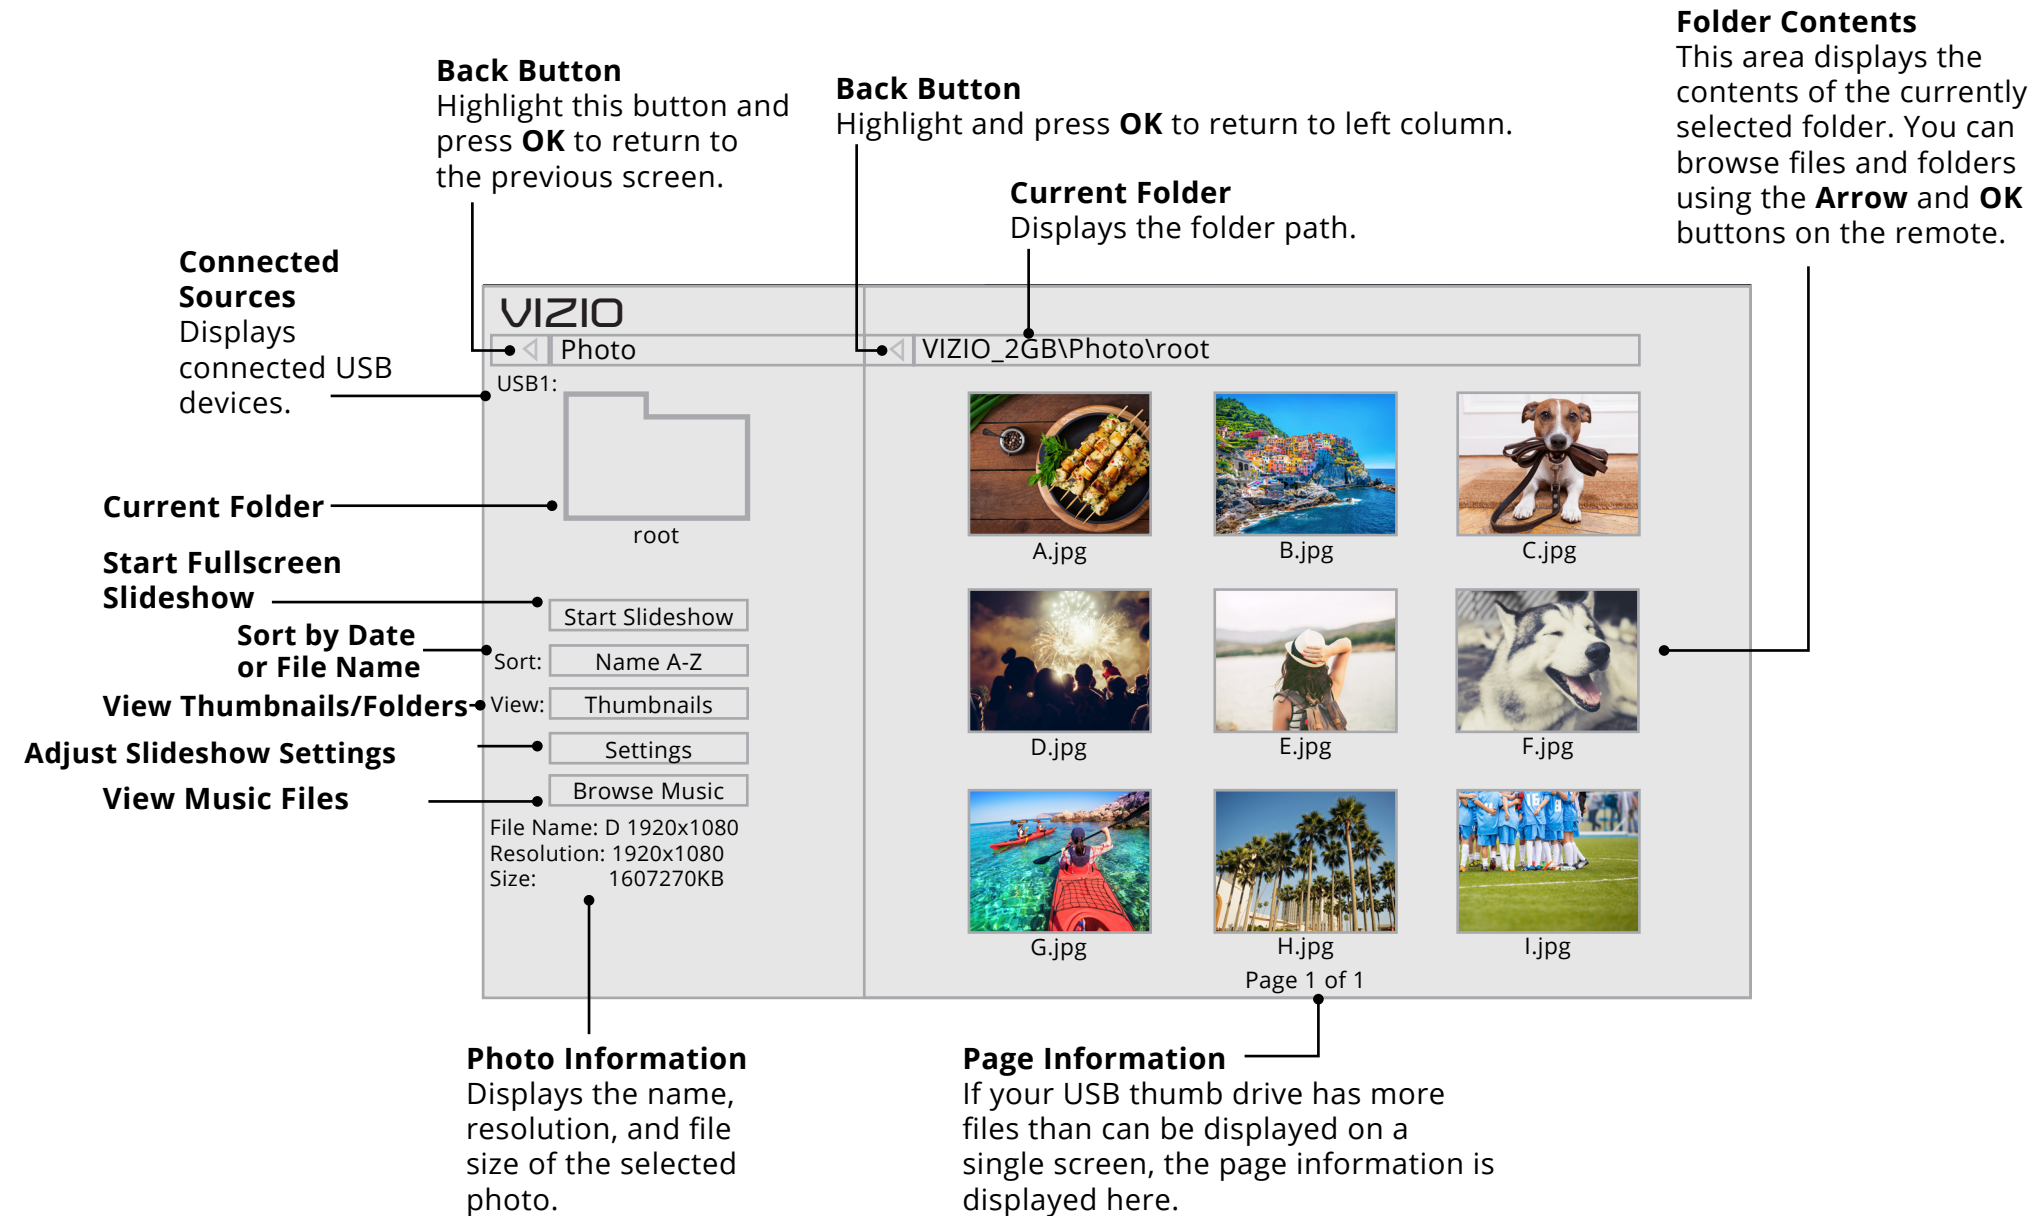 Folder Contents
This area displays the
contents of the currently
selected folder. You can
browse files and folders
using the Arrow and OK
buttons on the remote.
Back Button
Highlight this button and
press OK to return to
the previous screen.
Back Button
Highlight and press OK to return to left column.
Current Folder
Displays the folder path.
Connected
Sources
Displays
connected USB
devices.
VIZIO
Photo
VIZIO_2GB\Photo\root
USB1:
Current Folder
root
A.jpg
B.jpg
C.jpg
Start Fullscreen
Slideshow
Start Slideshow
Sort by Date
or File Name
Sort:
Name A-Z
View Thumbnails/Folders
View:
Thumbnails
Adjust Slideshow Settings
Settings
D.jpg
E.jpg
F.jpg
View Music Files
Browse Music
File Name: D 1920x1080
Resolution: 1920x1080
Size: 1607270KB
16
9
G.jpg
H.jpg
I.jpg
Page 1 of 1
Photo Information
Displays the name,
resolution, and file
size of the selected
photo.
Page Information
If your USB thumb drive has more
files than can be displayed on a
single screen, the page information is
displayed here.